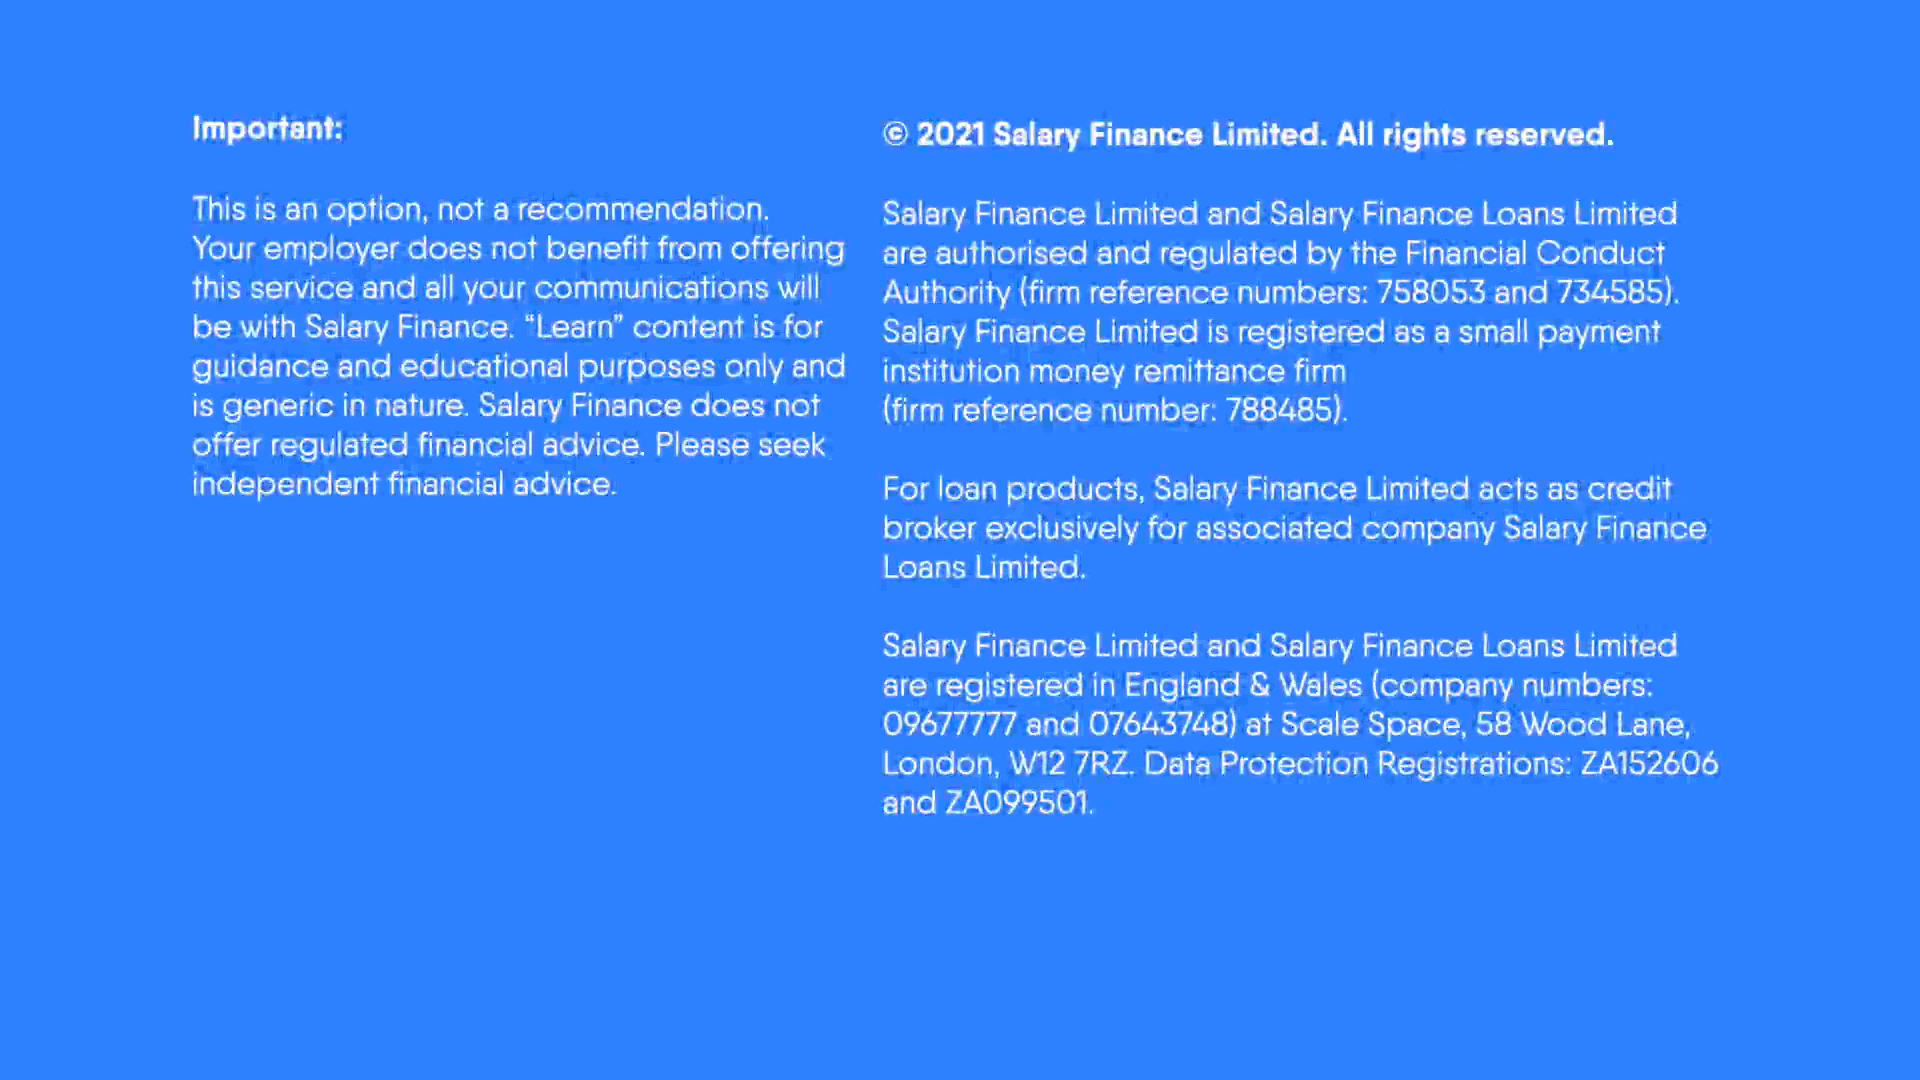 Important:
This is an option, not a recommendation.
Your employer does not benefit from offering
this service and all your communications will
be with Salary Finance. “Learn” content is for
guidance and educational purposes only and
is generic in nature. Salary Finance does not
offer regulated financial advice. Please seek
independent financial advice.
© 2021 Salary Finance Limited. All rights reserved.
Salary Finance Limited and Salary Finance Loans Limited
are authorised and regulated by the Financial Conduct
Authority (firm reference numbers: 758053 and 734585).
Salary Finance Limited is registered as a small payment
institution money remittance firm
(firm reference number: 788485).
For loan products, Salary Finance Limited acts as credit
broker exclusively for associated company Salary Finance
Loans Limited.
Salary Finance Limited and Salary Finance Loans Limited
are registered in England & Wales (company numbers:
09677777 and 07643748) at Scale Space, 58 Wood Lane,
London, W12 7RZ. Data Protection Registrations: ZA152606
and ZA099501.